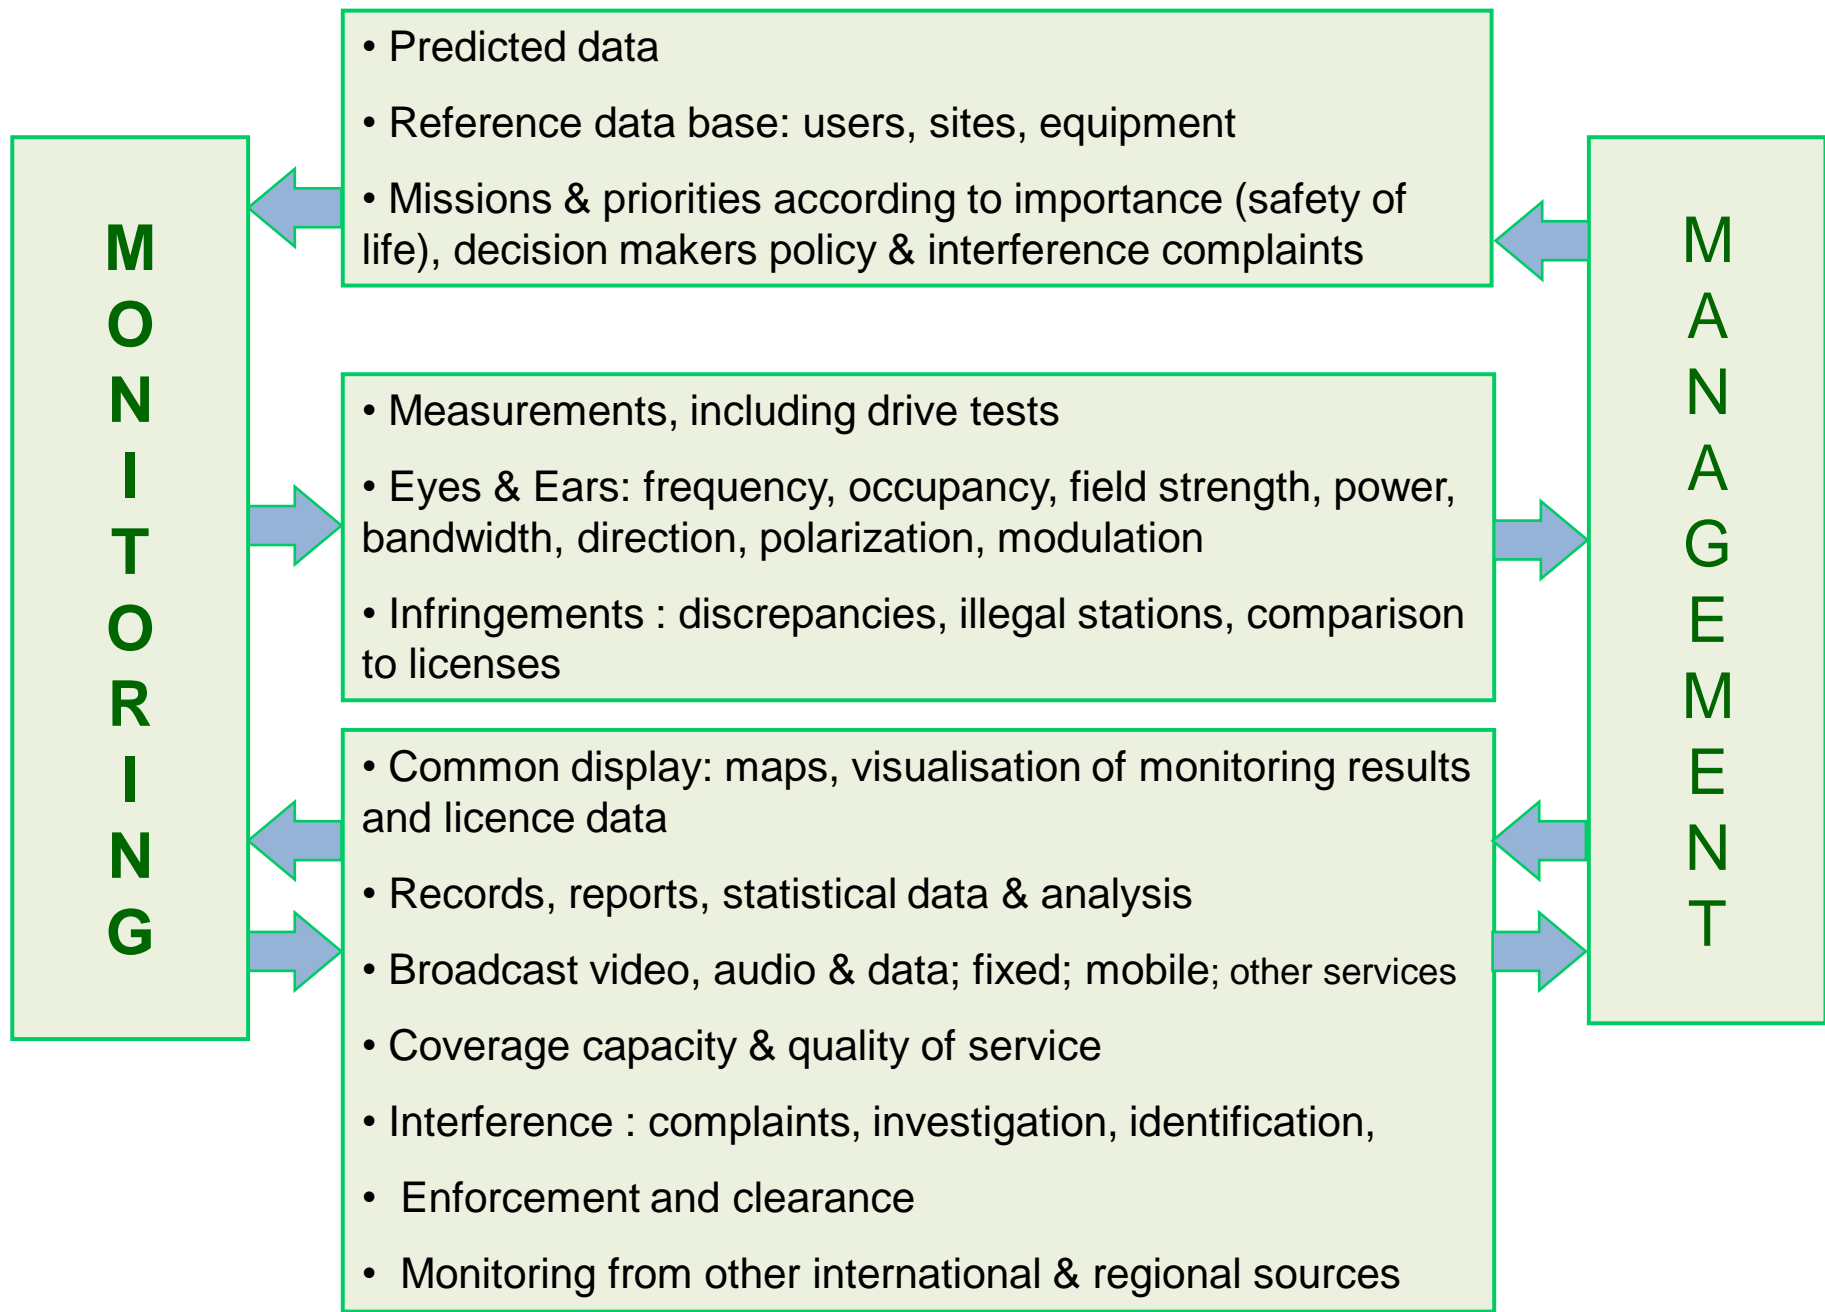 MONITORING
• Predicted data
• Reference data base: users, sites, equipment
• Missions & priorities according to importance (safety of
life), decision makers policy & interference complaints
• Measurements, including drive tests
• Eyes & Ears: frequency, occupancy, field strength, power,
bandwidth, direction, polarization, modulation
• Infringements : discrepancies, illegal stations, comparison
to licenses
• Common display: maps, visualisation of monitoring results
and licence data
• Records, reports, statistical data & analysis
• Broadcast video, audio & data; fixed; mobile; other services
• Coverage capacity & quality of service
• Interference : complaints, investigation, identification,
• Enforcement and clearance
• Monitoring from other international & regional sources
MANAGEMENT